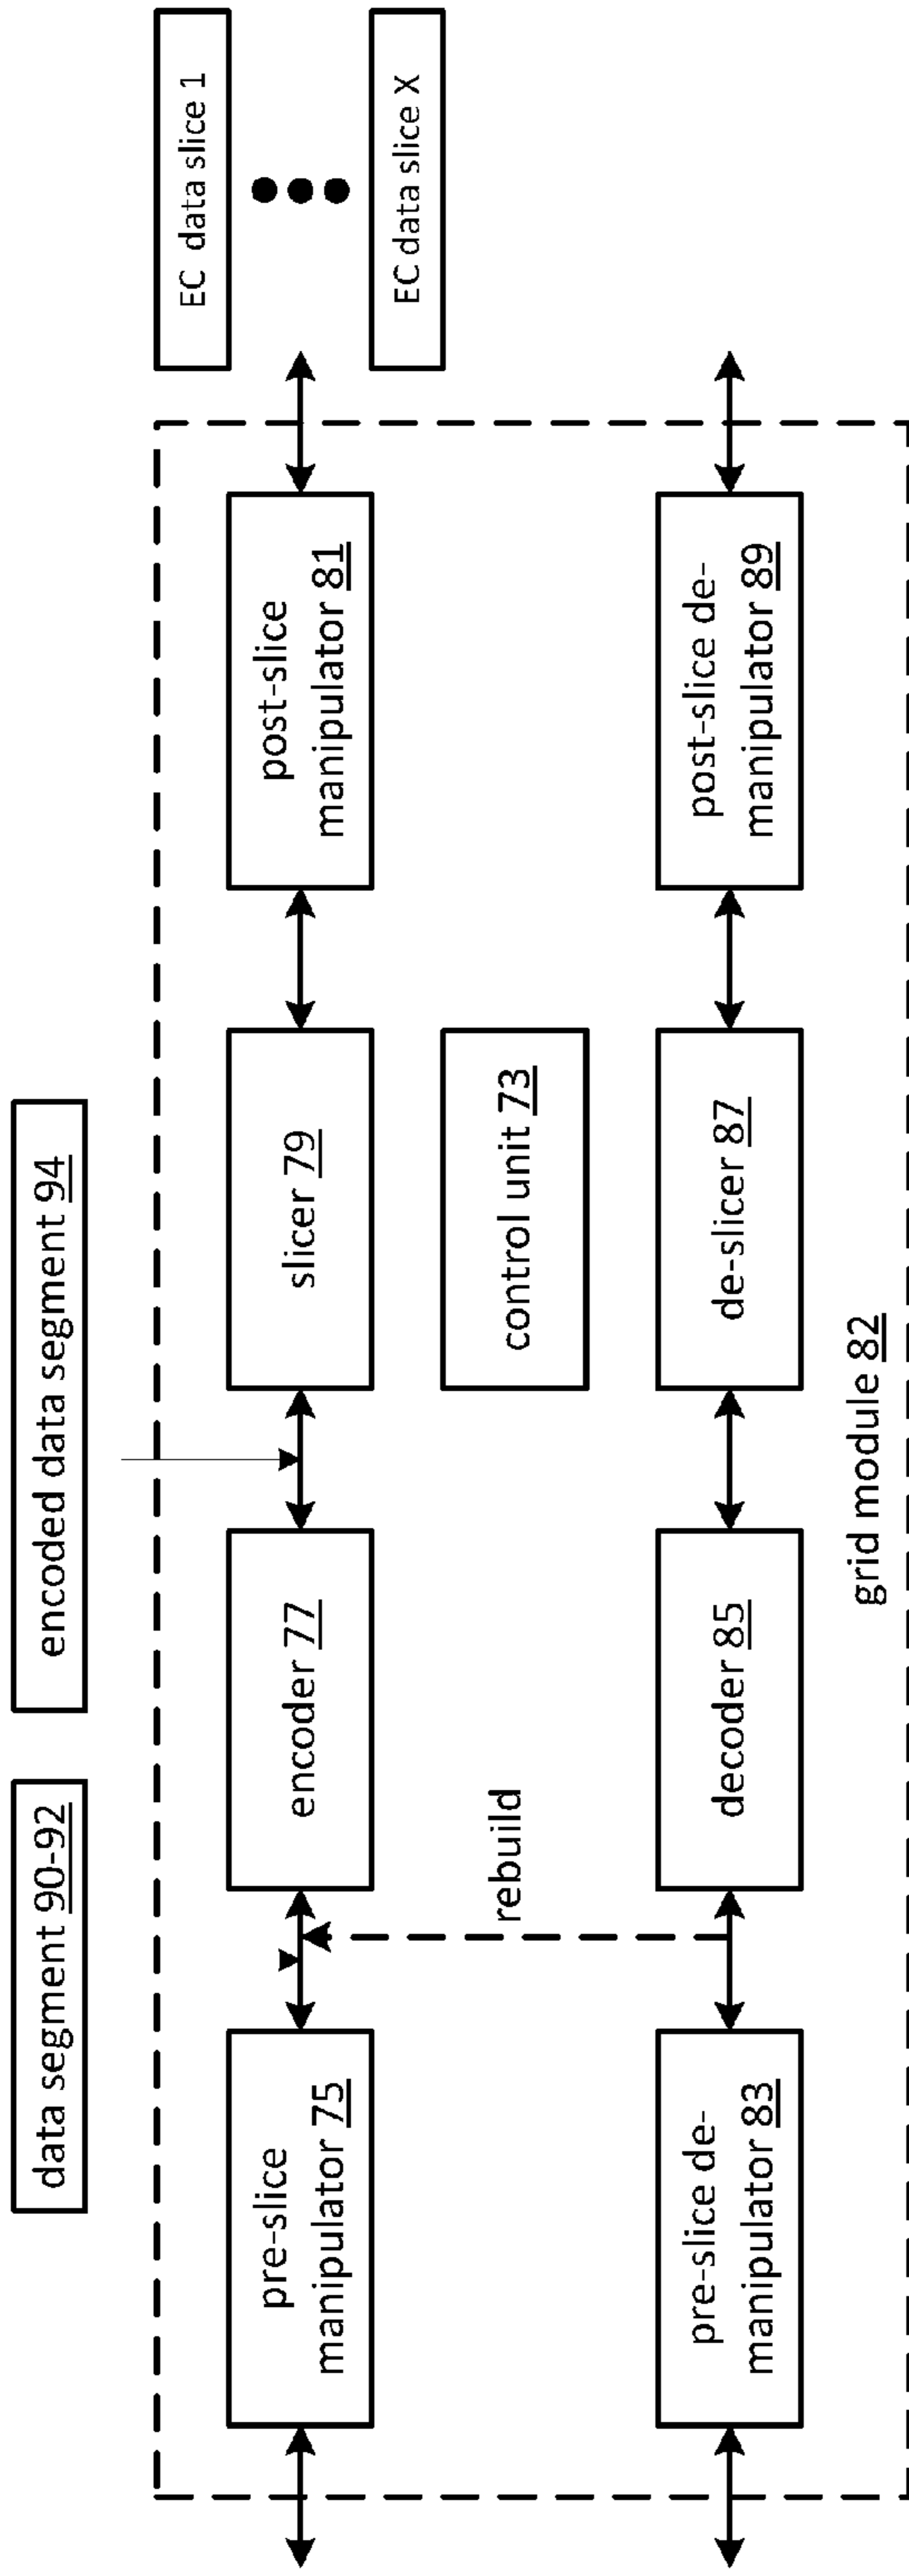 data segment 90-92
encoded data segment 94
EC data slice 1
EC data slice X
pre-slice
manipulator 75
encoder 77
slicer 79
post-slice
manipulator 81
rebuild
control unit 73
pre-slice de-
manipulator 83
decoder 85
de-slicer 87
post-slice de-
manipulator 89
grid module 82